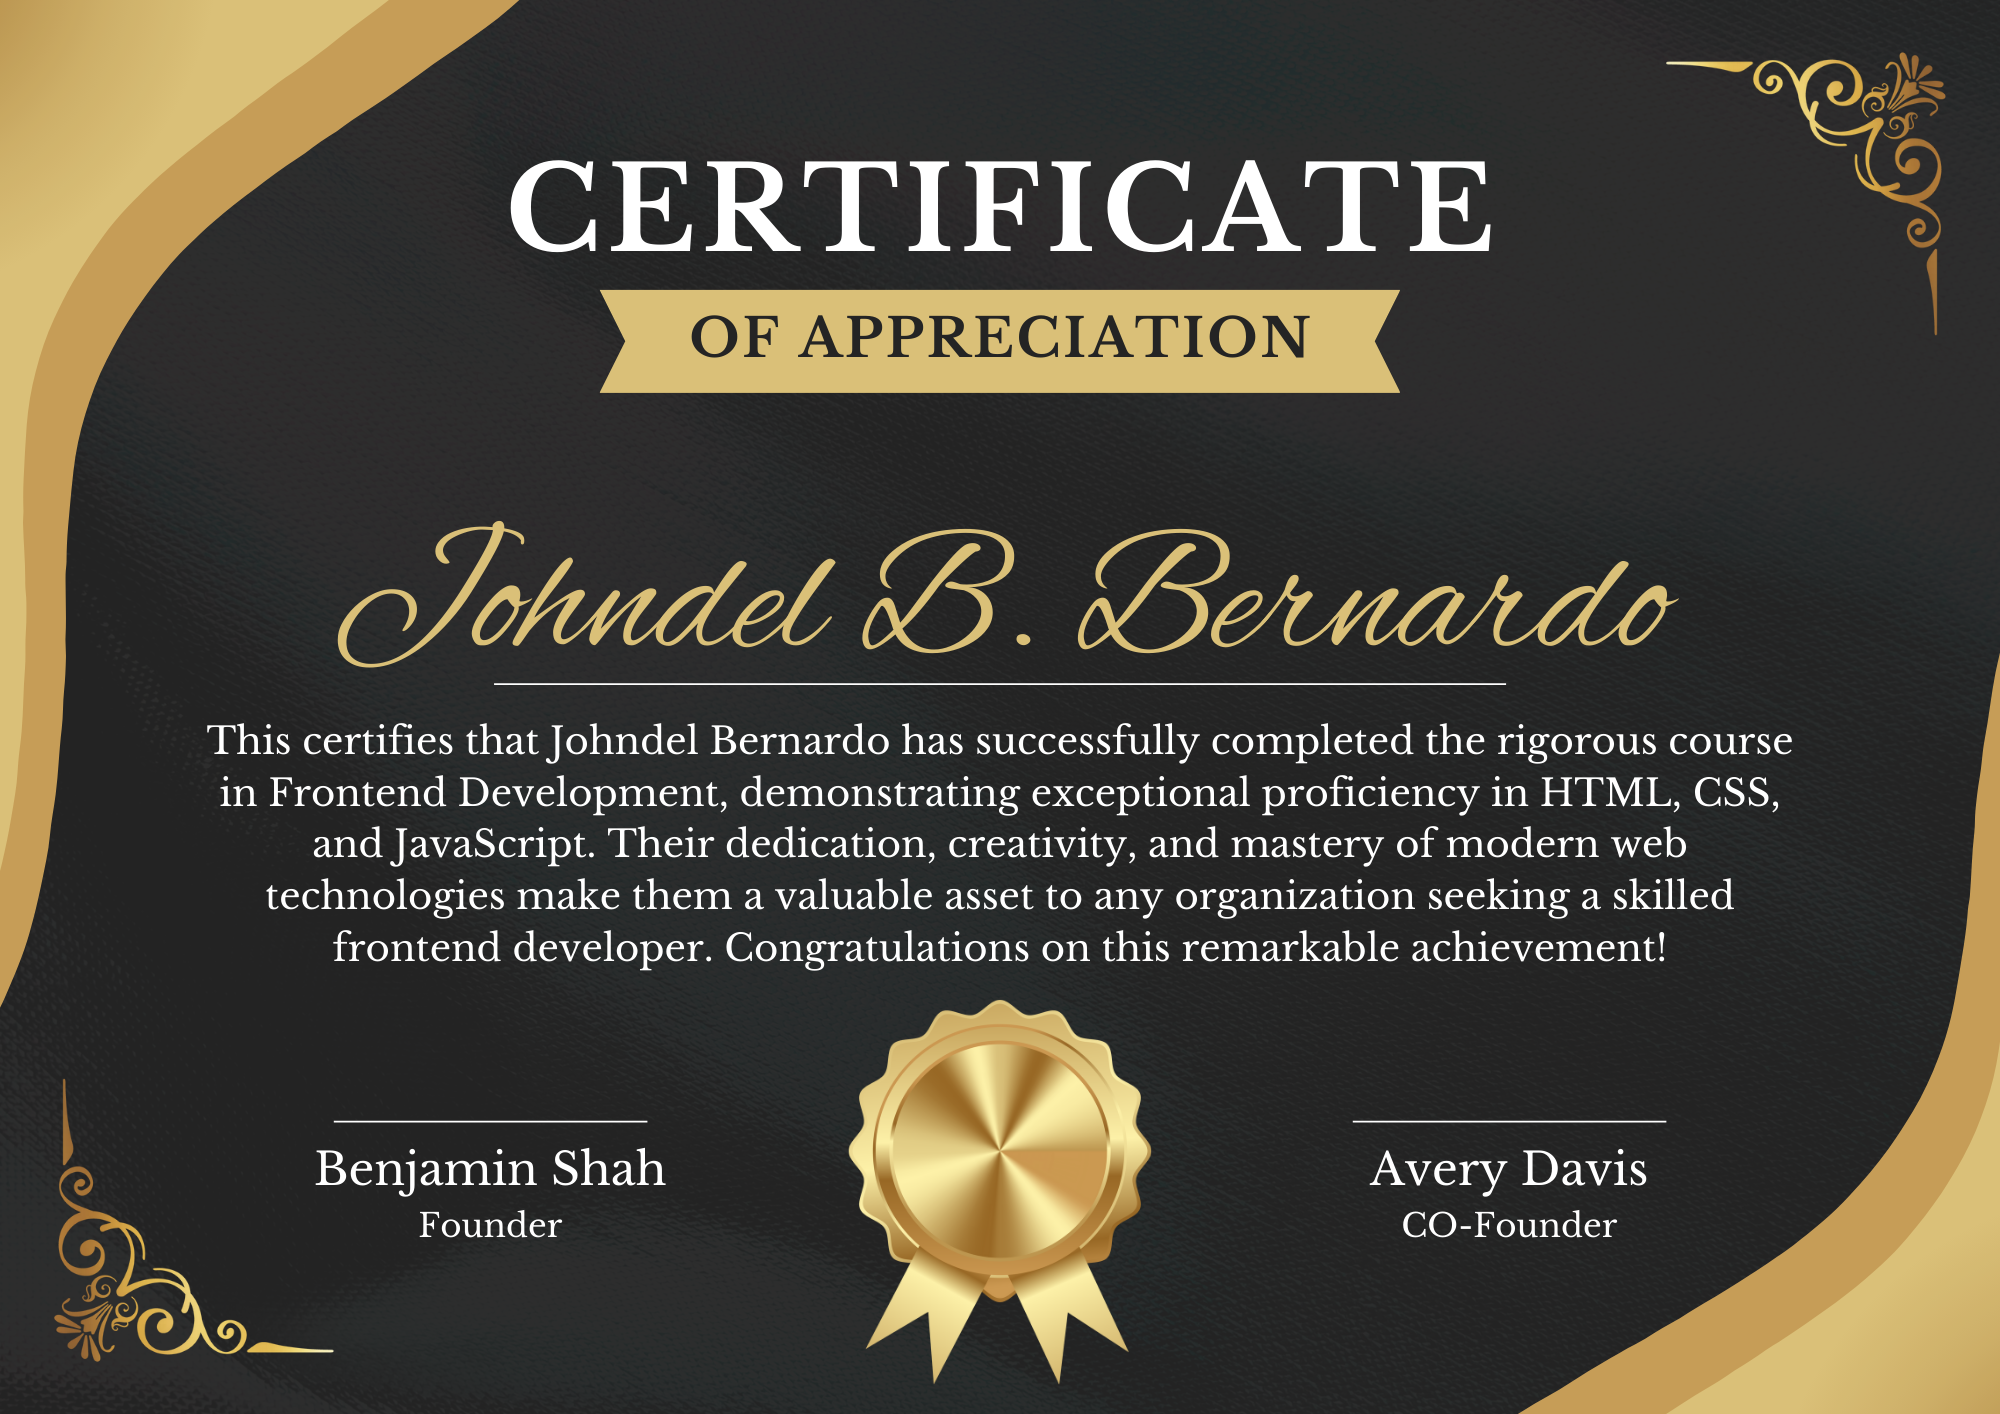 CERTIFICATE
OF APPRECIATION
Johndel B. Bernardo
This certifies that Johndel Bernardo has successfully completed the rigorous course
in Frontend Development, demonstrating exceptional proficiency in HTML, CSS,
and JavaScript. Their dedication, creativity, and mastery of modern web
technologies make them a valuable asset to any organization seeking a skilled
frontend developer. Congratulations on this remarkable achievement!
Benjamin Shah
Founder
Avery Davis
CO-Founder